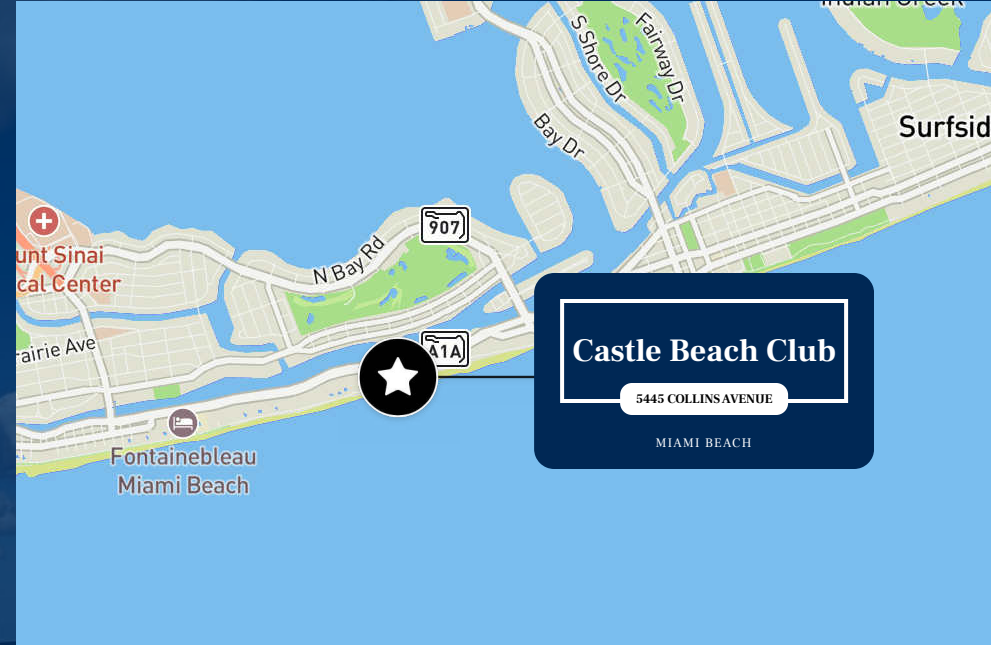 Indian Creek
S Shore Dr
Fairway Dr
Bay Dr
Surfsid
907
unt Sinai
cal Center
N Bay Rd
A1A
rairie Ave
Castle Beach Club
5445 COLLINS AVENUE
MIAMI BEACH
Fontainebleau
Miami Beach